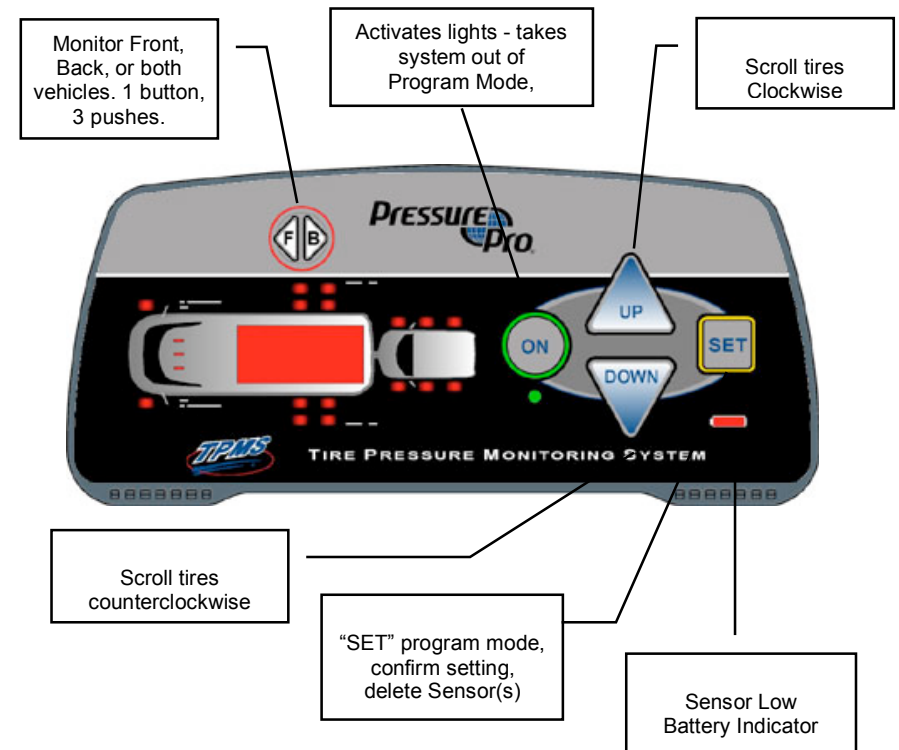 Monitor Front,
Back, or both
vehicles. 1 button,
3 pushes.
Activates lights - takes
system out of
Program Mode,
Scroll tires
Clockwise
F B
Pressure
Pro
UP
ON
SET
DOWN
TPMS
TIRE PRESSURE MONITORING SYSTEM
Scroll tires
counterclockwise
“SET” program mode,
confirm setting,
delete Sensor(s)
Sensor Low
Battery Indicator